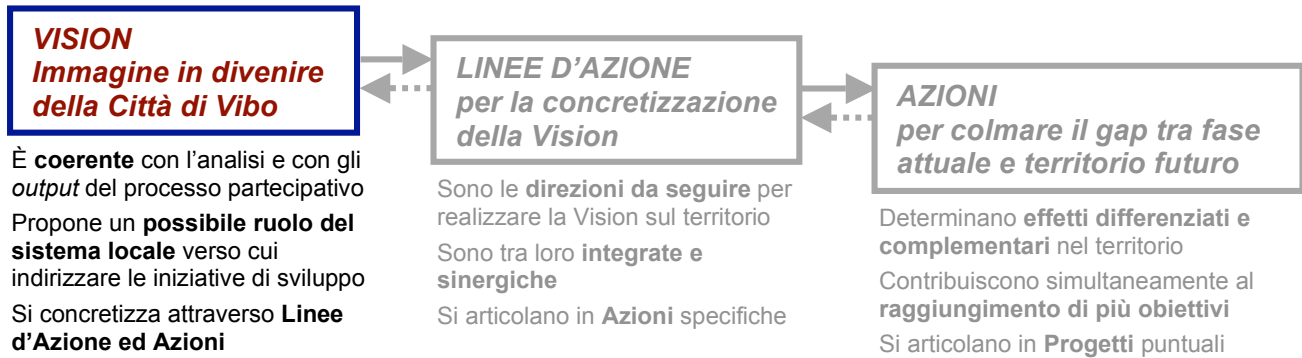 VISION
Immagine in divenire
della Città di Vibo
È coerente con l'analisi e con gli
output del processo partecipativo
Propone un possibile ruolo del
sistema locale verso cui
indirizzare le iniziative di sviluppo
Si concretizza attraverso Linee
d'Azione ed Azioni
LINEE D'AZIONE
per la concretizzazione
della Vision
Sono le direzioni da seguire per
realizzare la Vision sul territorio
Sono tra loro integrate e
sinergiche
Si articolano in Azioni specifiche
AZIONI
per colmare il gap tra fase
attuale e territorio futuro
Determinano effetti differenziati e
complementari nel territorio
Contribuiscono simultaneamente al
raggiungimento di più obiettivi
Si articolano in Progetti puntuali